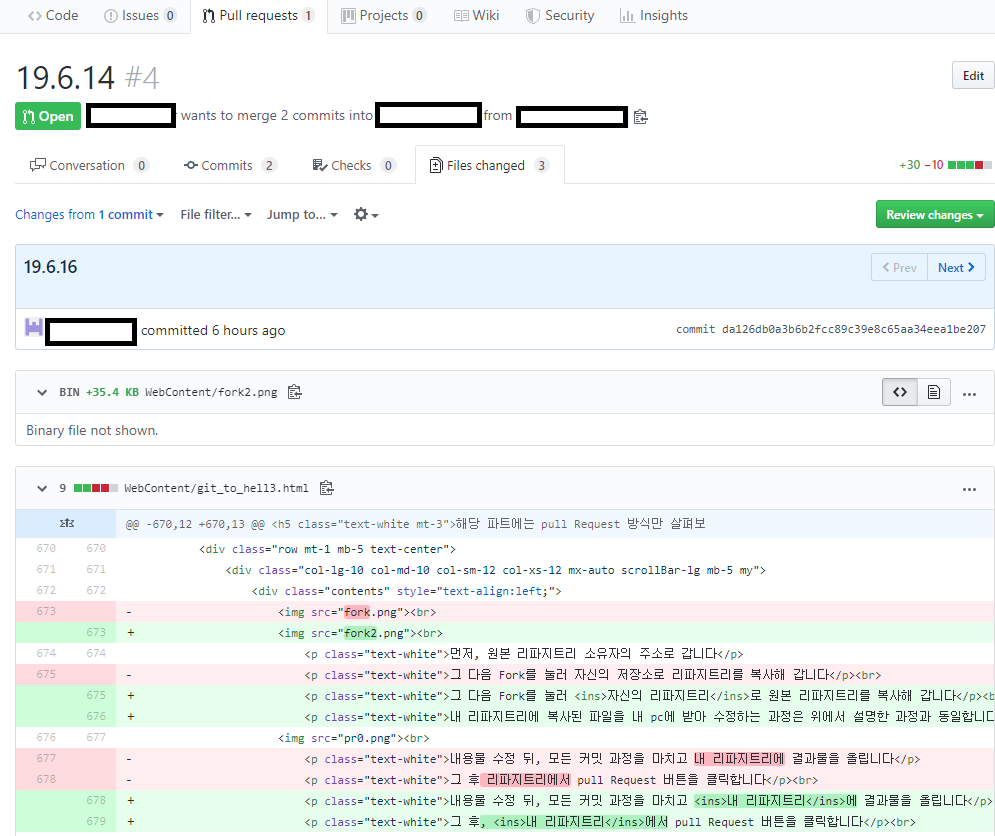 Code Issues 0 Pull requests 1 Projects 0 Wiki Security Insights
19.6.14 #4 Edit
Open wants to merge 2 commits into from
Conversation 0 Commits 2 Checks 0 Files changed 3 +30 −10
Changes from 1 commit File filter... Jump to... Review changes
19.6.16 Prev Next
committed 6 hours ago commit da126db0a3b6b2fcc89c39e8c65aa34eea1be207
BIN +35.4 KB WebContent/fork2.png
Binary file not shown.
9 WebContent/git_to_hell3.html
@@ -670,12 +670,13 @@ <h5 class="text-white mt-3">해당 파트에는 pull Request 방식만 살펴보
670 670 <div class="row mt-1 mb-5 text-center">
671 671 <div class="col-lg-10 col-md-10 col-sm-12 col-xs-12 mx-auto scrollBar-lg mb-5 my">
672 672 <div class="contents" style="text-align:left;">
673 - <img src="fork.png"><br>
673 + <img src="fork2.png"><br>
674 674 <p class="text-white">먼저, 원본 리파지트리 소유자의 주소로 갑니다</p>
675 - <p class="text-white">그 다음 Fork를 눌러 자신의 저장소로 리파지트리를 복사해 갑니다</p><br>
675 + <p class="text-white">그 다음 Fork를 눌러 <ins>자신의 리파지트리</ins>로 원본 리파지트리를 복사해 갑니다</p><b
676 + <p class="text-white">내 리파지트리에 복사된 파일을 내 pc에 받아 수정하는 과정은 위에서 설명한 과정과 동일합니다
676 677 <img src="pr0.png"><br>
677 - <p class="text-white">내용물 수정 뒤, 모든 커밋 과정을 마치고 내 리파지트리에 결과물을 올립니다</p>
678 - <p class="text-white">그 후 리파지트리에서 pull Request 버튼을 클릭합니다</p><br>
678 + <p class="text-white">내용물 수정 뒤, 모든 커밋 과정을 마치고 <ins>내 리파지트리</ins>에 결과물을 올립니다</p>
679 + <p class="text-white">그 후, <ins>내 리파지트리</ins>에서 pull Request 버튼을 클릭합니다</p><br>